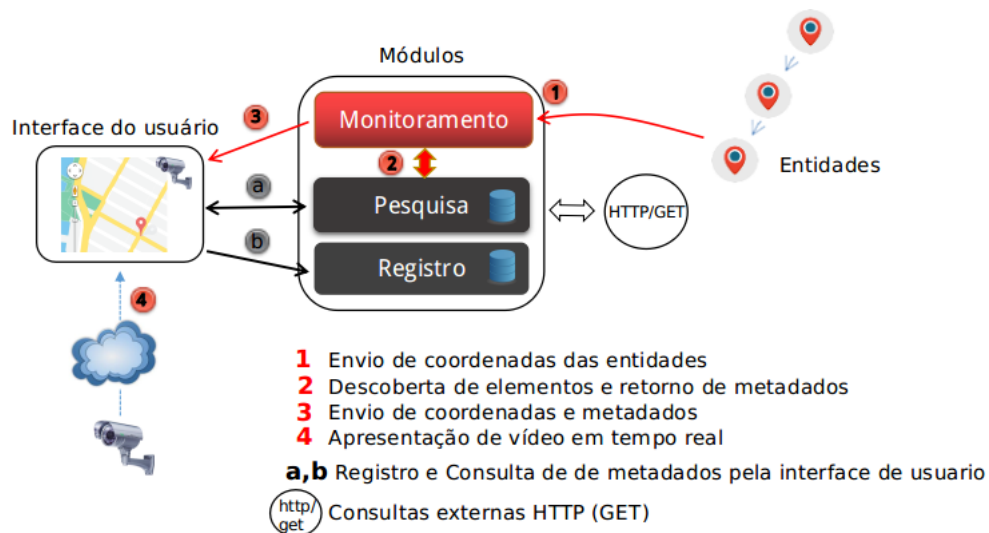 Módulos
1
Monitoramento
3
Interface do usuário
2
Entidades
a
Pesquisa
HTTP/GET
b
Registro
4
1 Envio de coordenadas das entidades
2 Descoberta de elementos e retorno de metadados
3 Envio de coordenadas e metadados
4 Apresentação de vídeo em tempo real
a,b Registro e Consulta de de metadados pela interface de usuario
http/
get
Consultas externas HTTP (GET)